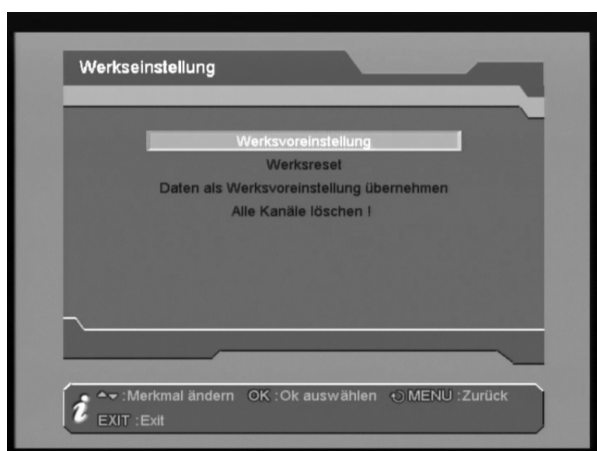 Werkseinstellung
Werksvoreinstellung
Werksreset
Daten als Werksvoreinstellung übernehmen
Alle Kanäle löschen !
:Merkmal ändern OK :Ok auswählen MENU :Zurück
EXIT :Exit